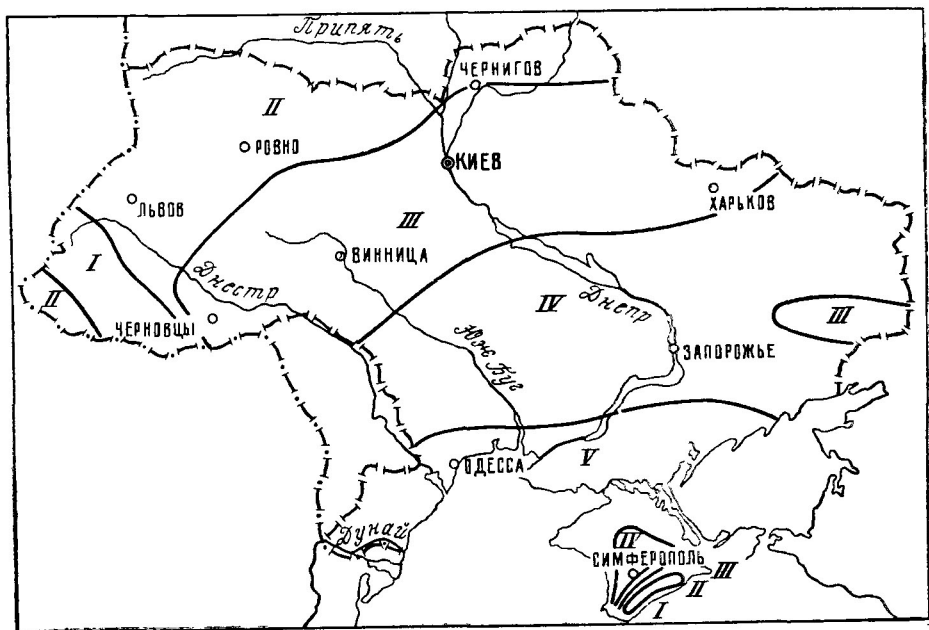 Припять
ЧЕРНИГОВ
II
РОВНО
КИЕВ
ЛЬВОВ
ХАРЬКОВ
III
I
ВИННИЦА
II
Днестр
IV
Днепр
III
ЧЕРНОВЦЫ
Юж. Буг
ЗАПОРОЖЬЕ
V
ОДЕССА
Дунай
IV
СИМФЕРОПОЛЬ
III
II
I